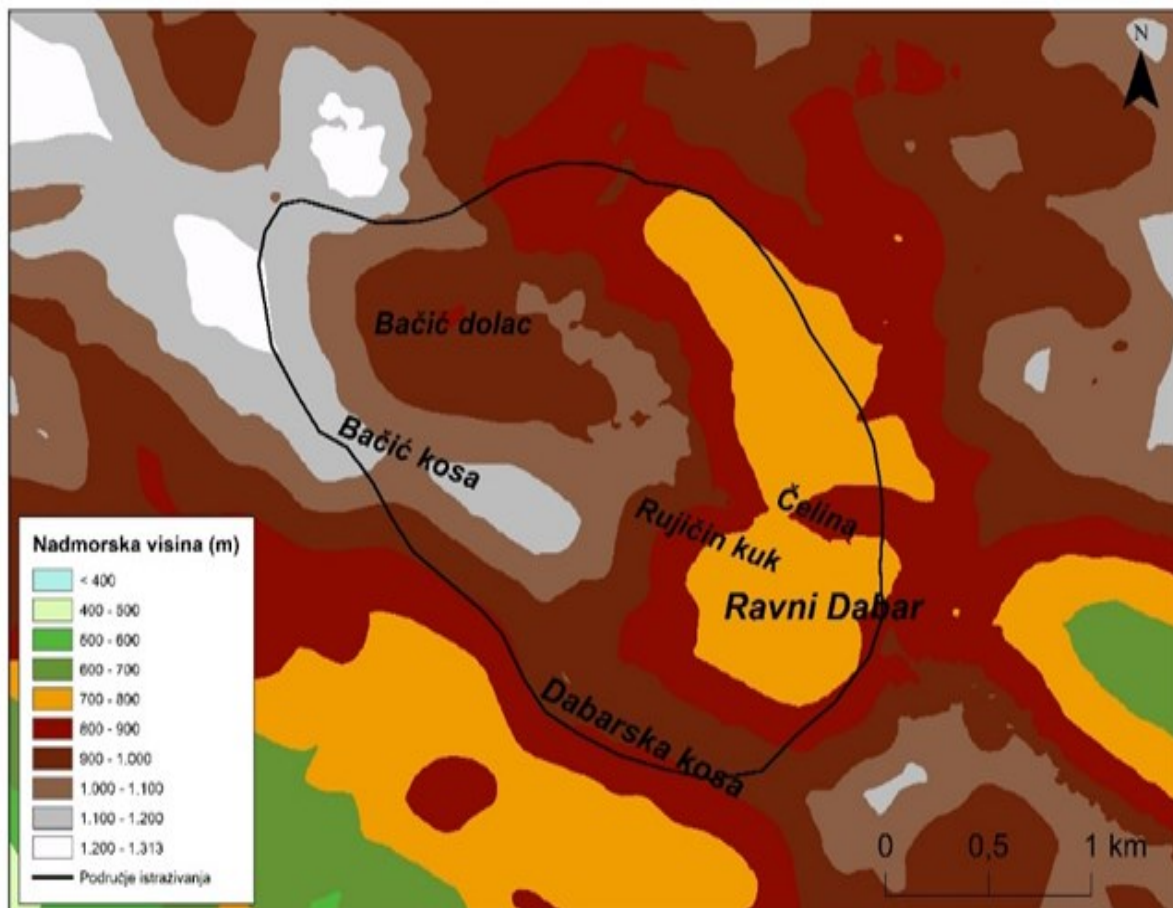 N
Bačić dolac
Bačić kosa
Čelina
Rujičin kuk
Ravni Dabar
Dabarska kosa
Nadmorska visina (m)
< 400
400 - 500
500 - 600
600 - 700
700 - 800
800 - 900
900 - 1.000
1.000 - 1.100
1.100 - 1.200
1.200 - 1.313
Područje istraživanja
0 0,5 1 km